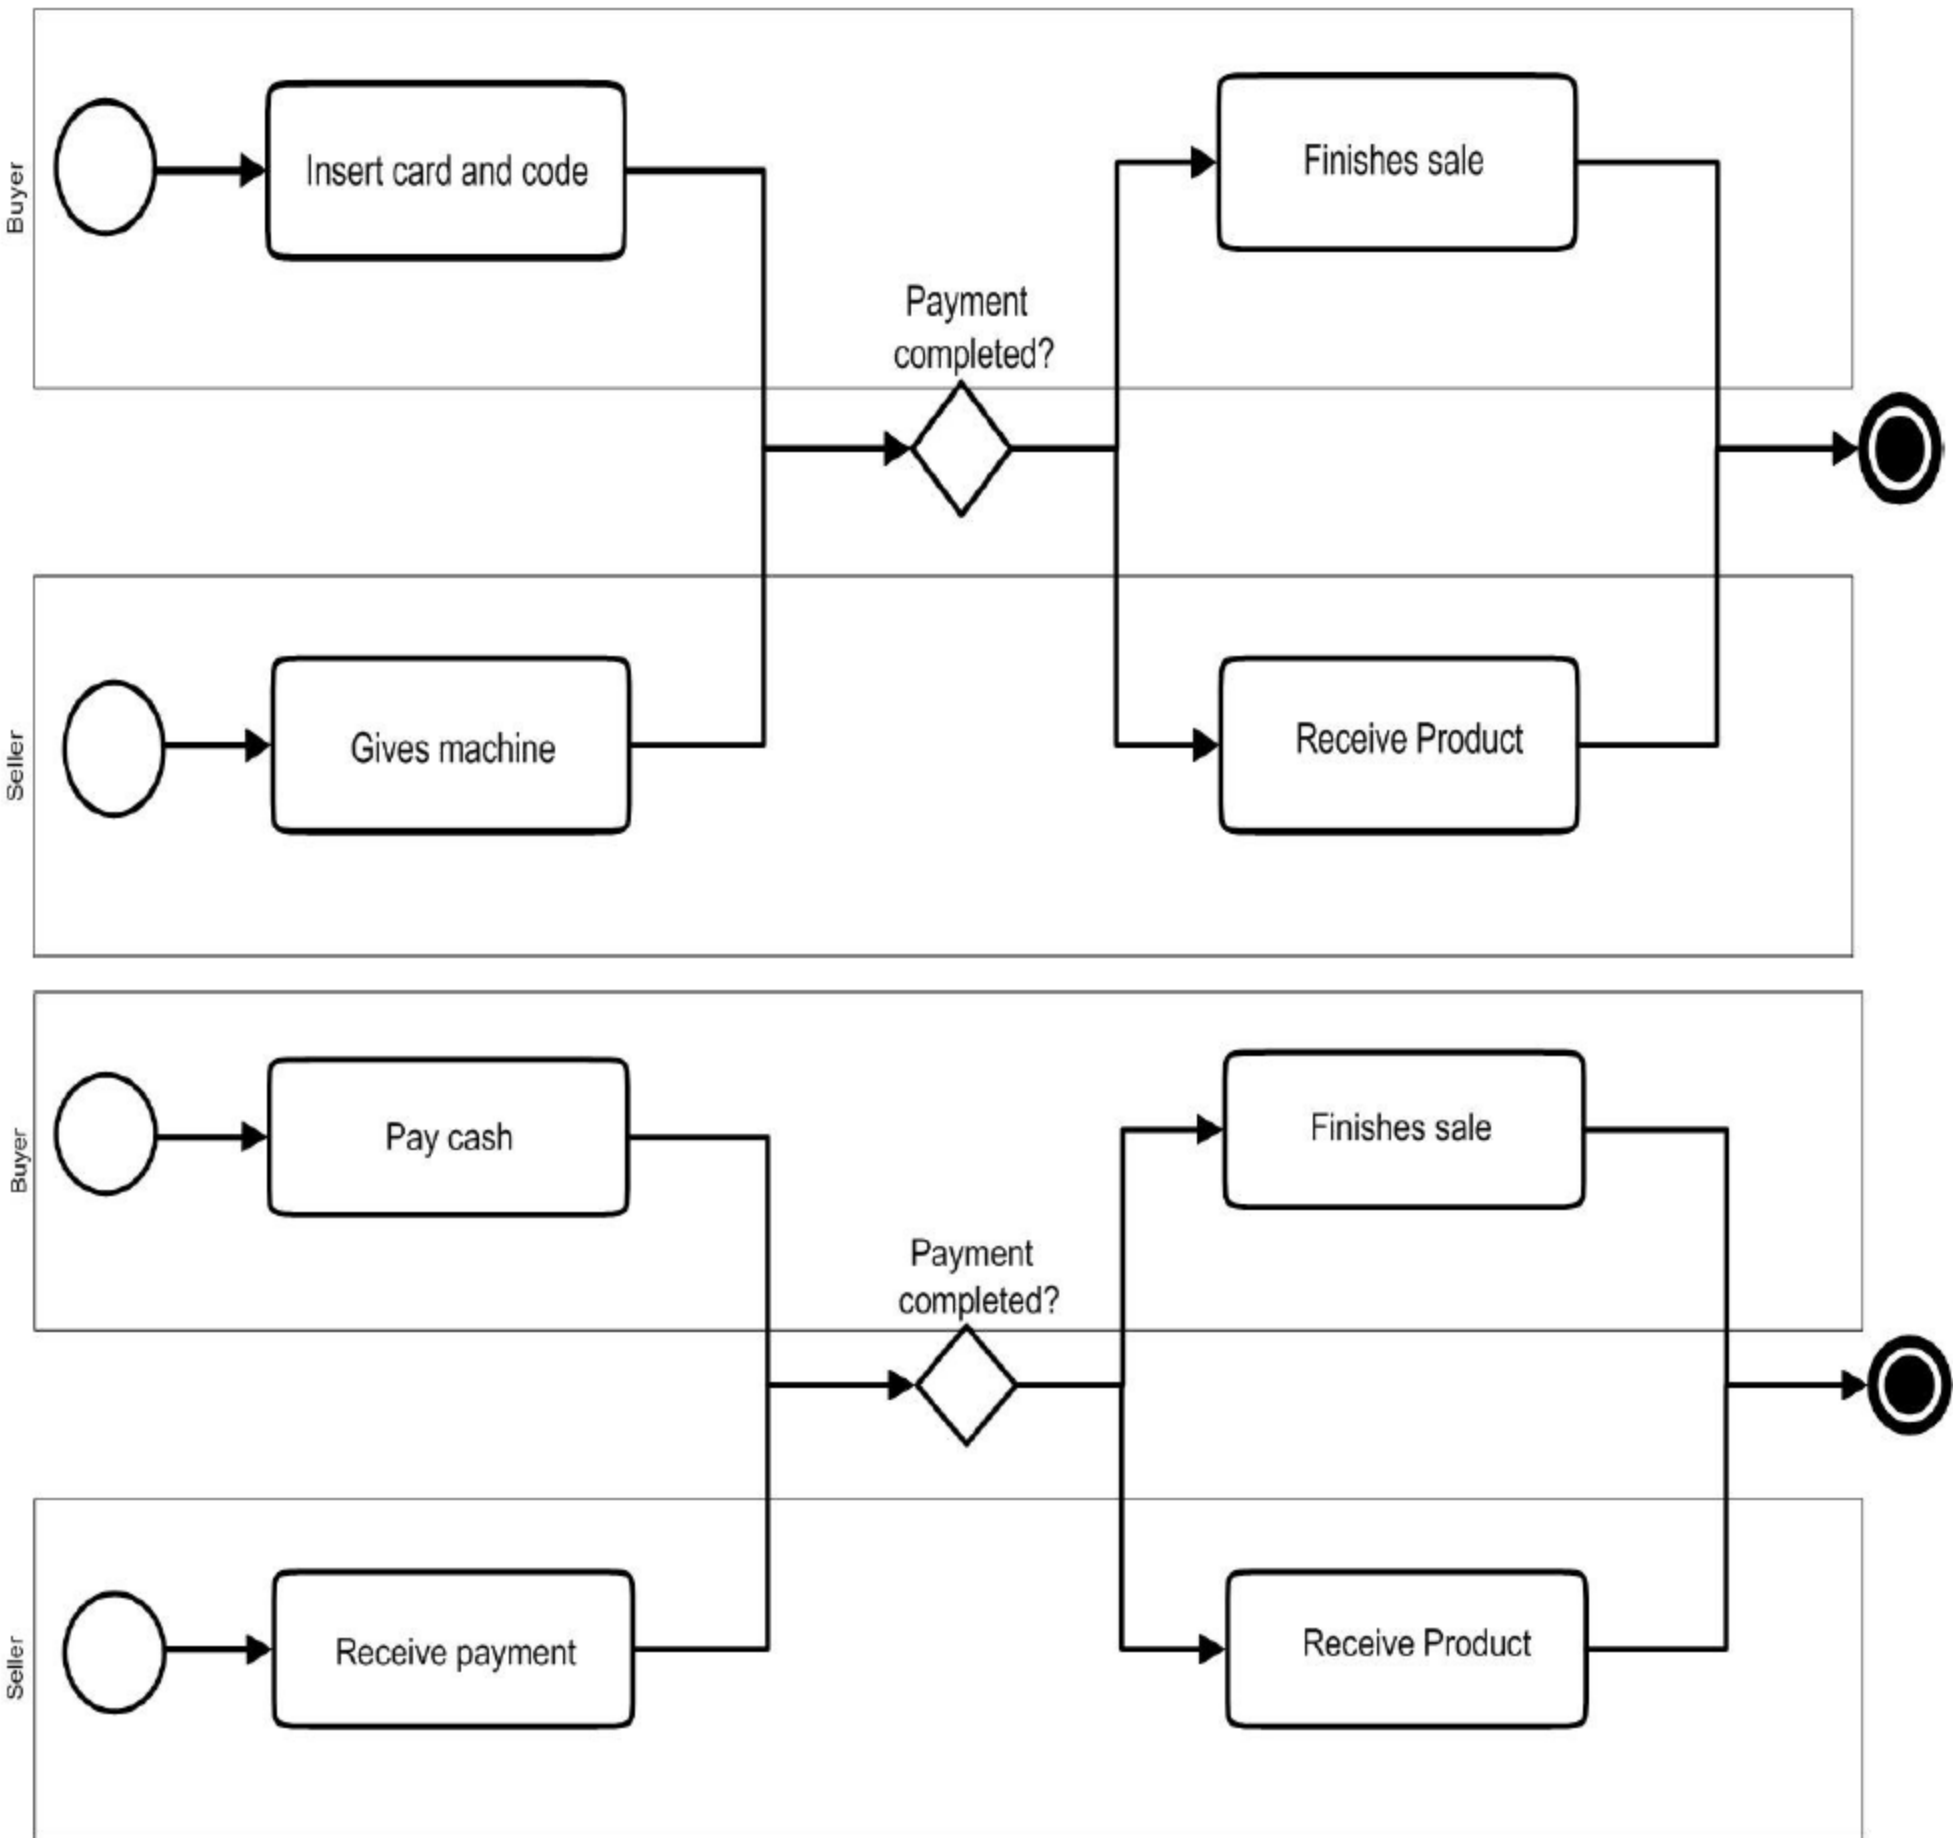 Buyer
Insert card and code
Finishes sale
Payment
completed?
Seller
Gives machine
Receive Product
Buyer
Pay cash
Finishes sale
Payment
completed?
Seller
Receive payment
Receive Product